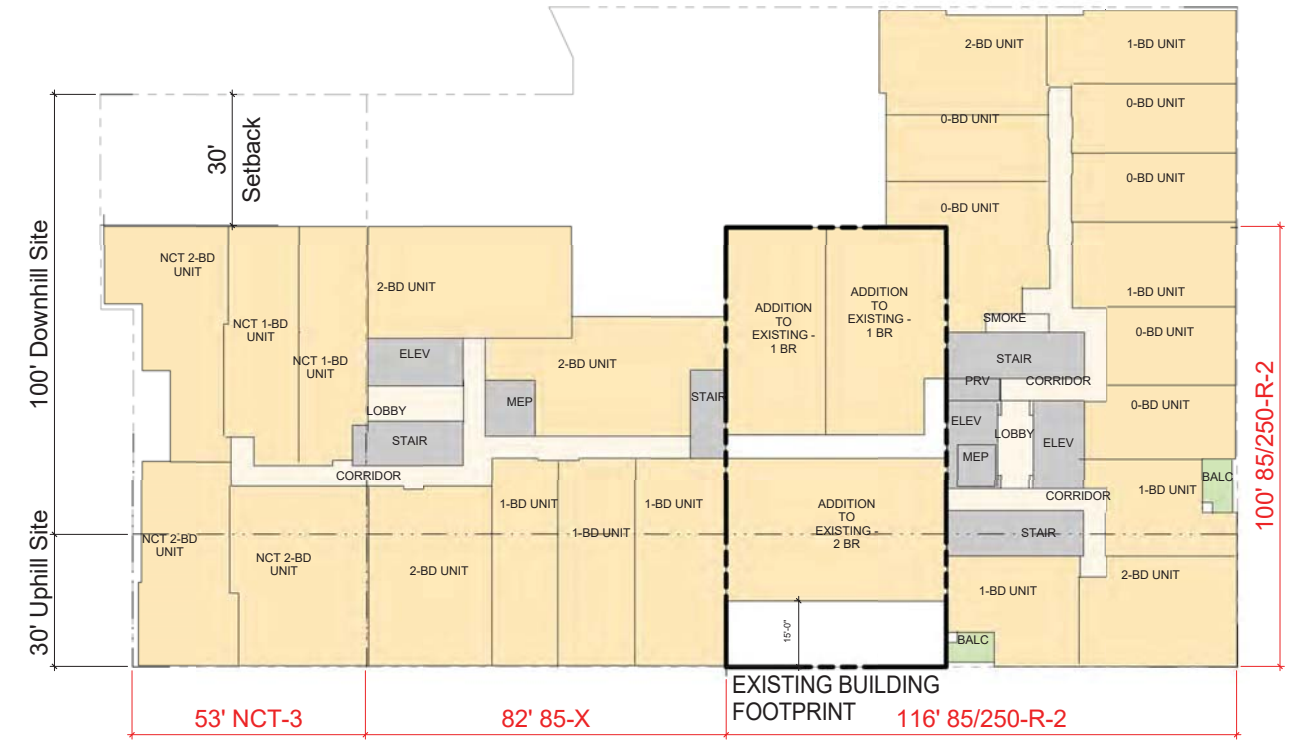 2-BD UNIT
1-BD UNIT
0-BD UNIT
0-BD UNIT
0-BD UNIT
0-BD UNIT
1-BD UNIT
0-BD UNIT
0-BD UNIT
30'
Setback
100' Downhill Site
30' Uphill Site
NCT 2-BD
UNIT
NCT 1-BD
UNIT
NCT 1-BD
UNIT
2-BD UNIT
ELEV
LOBBY
STAIR
CORRIDOR
MEP
2-BD UNIT
STAIR
ADDITION
TO
EXISTING -
1 BR
ADDITION
TO
EXISTING -
1 BR
SMOKE
STAIR
PRV
CORRIDOR
ELEV
LOBBY
ELEV
MEP
CORRIDOR
STAIR
1-BD UNIT
BALC
NCT 2-BD
UNIT
NCT 2-BD
UNIT
2-BD UNIT
1-BD UNIT
1-BD UNIT
1-BD UNIT
ADDITION
TO
EXISTING -
2 BR
15'-0"
1-BD UNIT
BALC
2-BD UNIT
100' 85/250-R-2
EXISTING BUILDING
FOOTPRINT
53' NCT-3
82' 85-X
116' 85/250-R-2